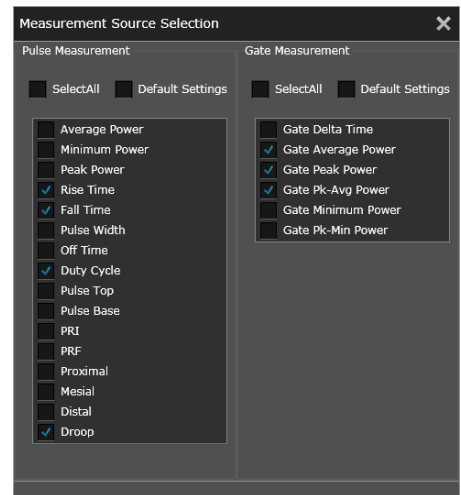 Measurement Source Selection
Pulse Measurement
SelectAll Default Settings
Average Power
Minimum Power
Peak Power
Rise Time
Fall Time
Pulse Width
Off Time
Duty Cycle
Pulse Top
Pulse Base
PRI
PRF
Proximal
Mesial
Distal
Droop
Gate Measurement
SelectAll Default Settings
Gate Delta Time
Gate Average Power
Gate Peak Power
Gate Pk-Avg Power
Gate Minimum Power
Gate Pk-Min Power